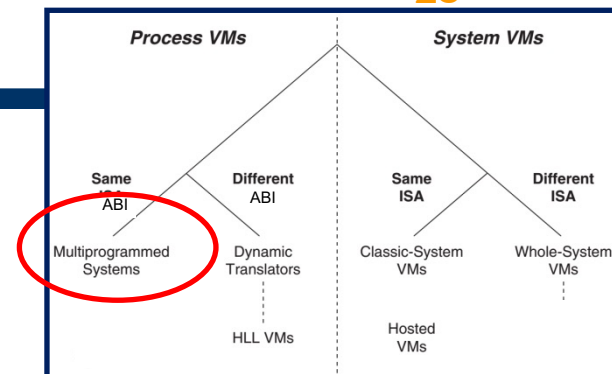 Process VMs
System VMs
Same
ABI
Different
ABI
Same
ISA
Different
ISA
Multiprogrammed
Systems
Dynamic
Translators
Classic-System
VMs
Whole-System
VMs
HLL VMs
Hosted
VMs